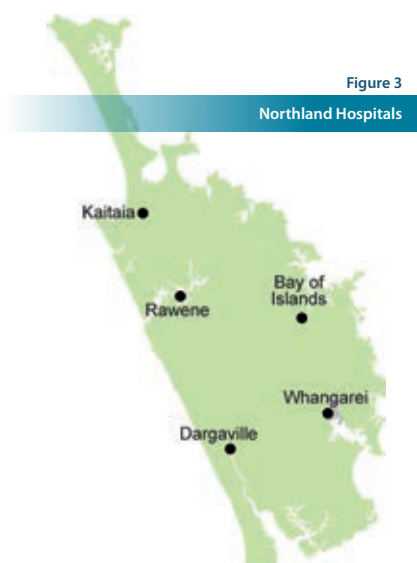 Figure 3
Northland Hospitals
Kaitaia
Rawene
Bay of
Islands
Whangarei
Dargaville